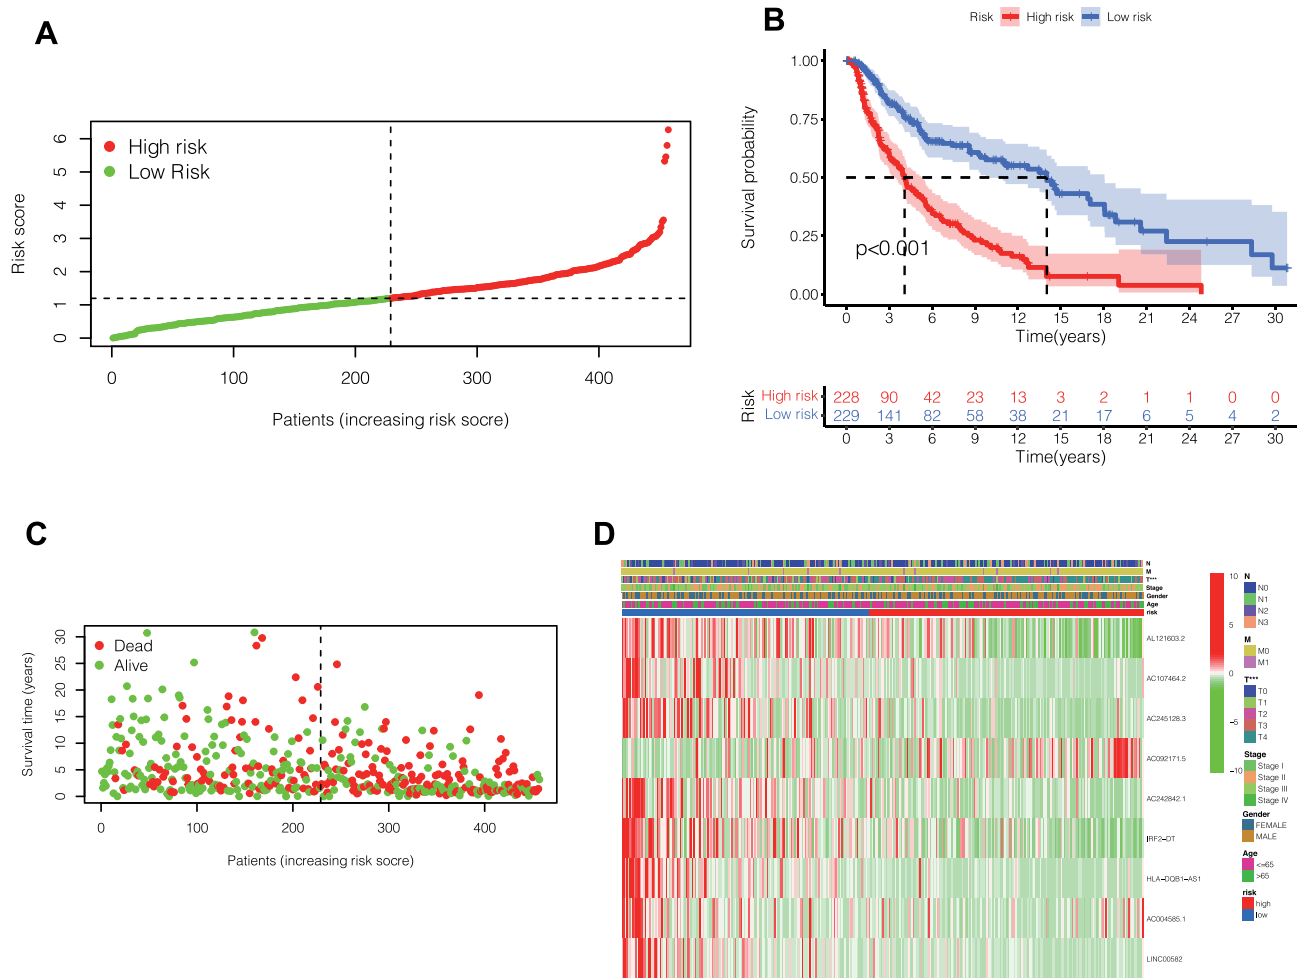 A
High risk
Low Risk
Risk score
0
1
2
3
4
5
6
0
100
200
300
400
Patients (increasing risk socre)
B
Risk
High risk
Low risk
Survival probability
1.00
0.75
0.50
0.25
0.00
p<0.001
0 3 6 9 12 15 18 21 24 27 30
Time(years)
Risk
High risk 228 90 42 23 13 3 2 1 1 0 0
Low risk 229 141 82 58 38 21 17 6 5 4 2
0 3 6 9 12 15 18 21 24 27 30
Time(years)
C
Dead
Alive
Survival time (years)
0
5
10
15
20
25
30
0
100
200
300
400
Patients (increasing risk socre)
D
N
M
T***
Stage
Gender
Age
risk
AL121603.2
AC107464.2
AC245128.3
AC092171.5
AC242842.1
IRF2-DT
HLA-DQB1-AS1
AC004585.1
LINC00582
10
5
0
-5
-10
N
N0
N1
N2
N3
M
M0
M1
T***
T0
T1
T2
T3
T4
Stage
Stage I
Stage II
Stage III
Stage IV
Gender
FEMALE
MALE
Age
<=65
>65
risk
high
low